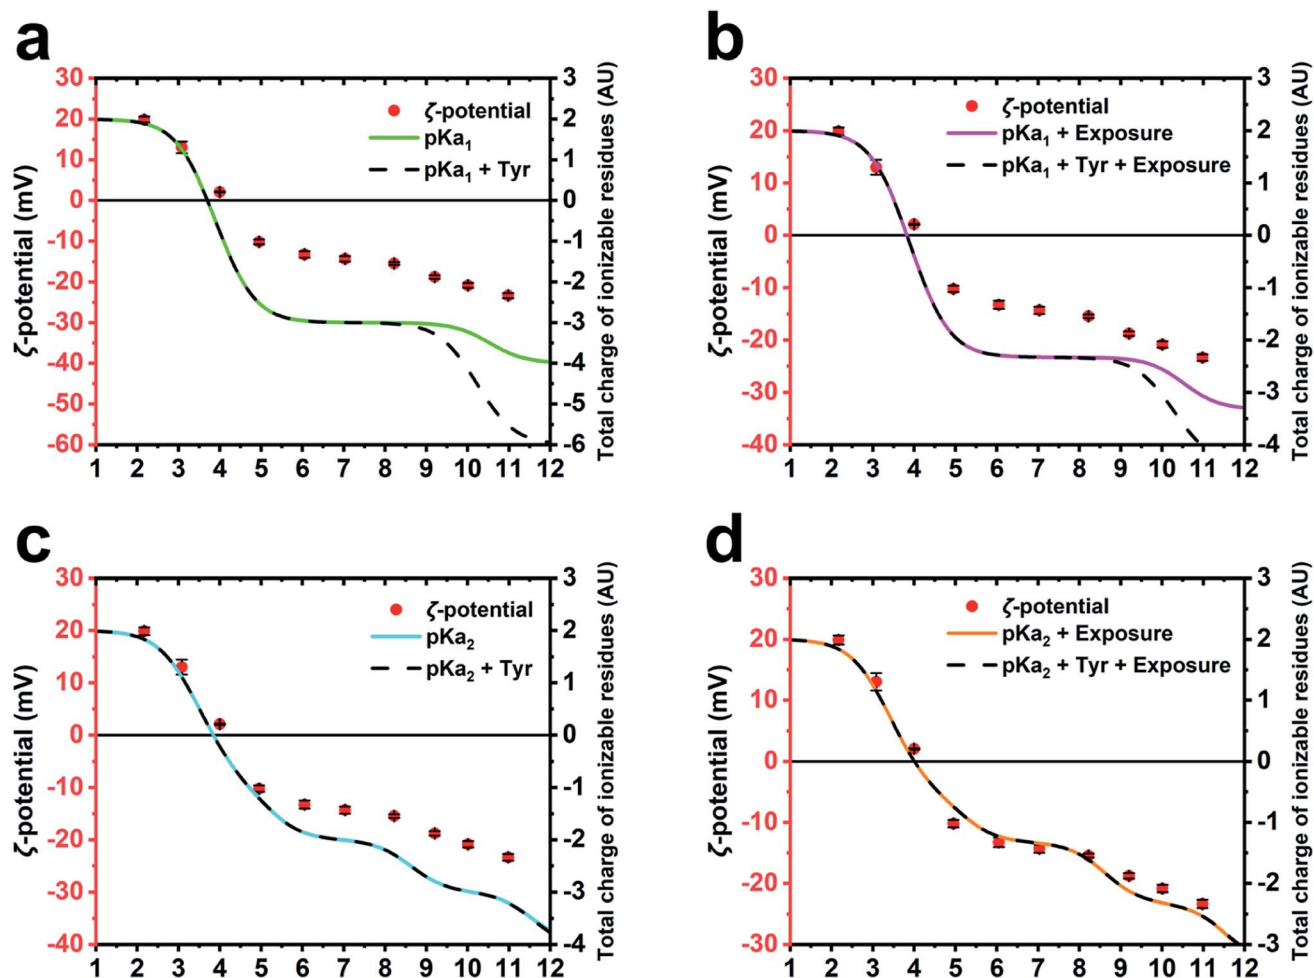 a
30
20
10
0
-10
-20
-30
-40
-50
-60
ζ-potential (mV)
ζ-potential
pKa₁
pKa₁ + Tyr
3
2
1
0
-1
-2
-3
-4
-5
-6
Total charge of ionizable residues (AU)
1 2 3 4 5 6 7 8 9 10 11 12
b
30
20
10
0
-10
-20
-30
-40
ζ-potential (mV)
ζ-potential
pKa₁ + Exposure
pKa₁ + Tyr + Exposure
3
2
1
0
-1
-2
-3
-4
Total charge of ionizable residues (AU)
1 2 3 4 5 6 7 8 9 10 11 12
c
30
20
10
0
-10
-20
-30
-40
ζ-potential (mV)
ζ-potential
pKa₂
pKa₂ + Tyr
3
2
1
0
-1
-2
-3
-4
Total charge of ionizable residues (AU)
1 2 3 4 5 6 7 8 9 10 11 12
d
30
20
10
0
-10
-20
-30
ζ-potential (mV)
ζ-potential
pKa₂ + Exposure
pKa₂ + Tyr + Exposure
3
2
1
0
-1
-2
-3
Total charge of ionizable residues (AU)
1 2 3 4 5 6 7 8 9 10 11 12